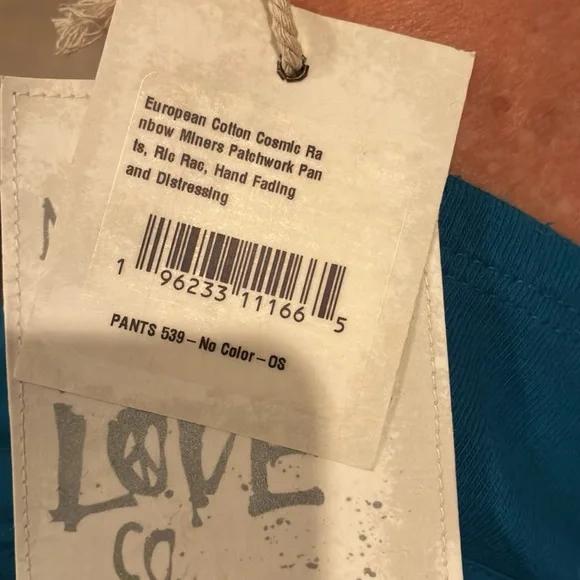 European Cotton Cosmic Ra
nbow Miners Patchwork Pan
ts, Ric Rac, Hand Fading
and Distressing
1 96233 11166 5
PANTS 539 – No Color – OS
LOVE
CO.